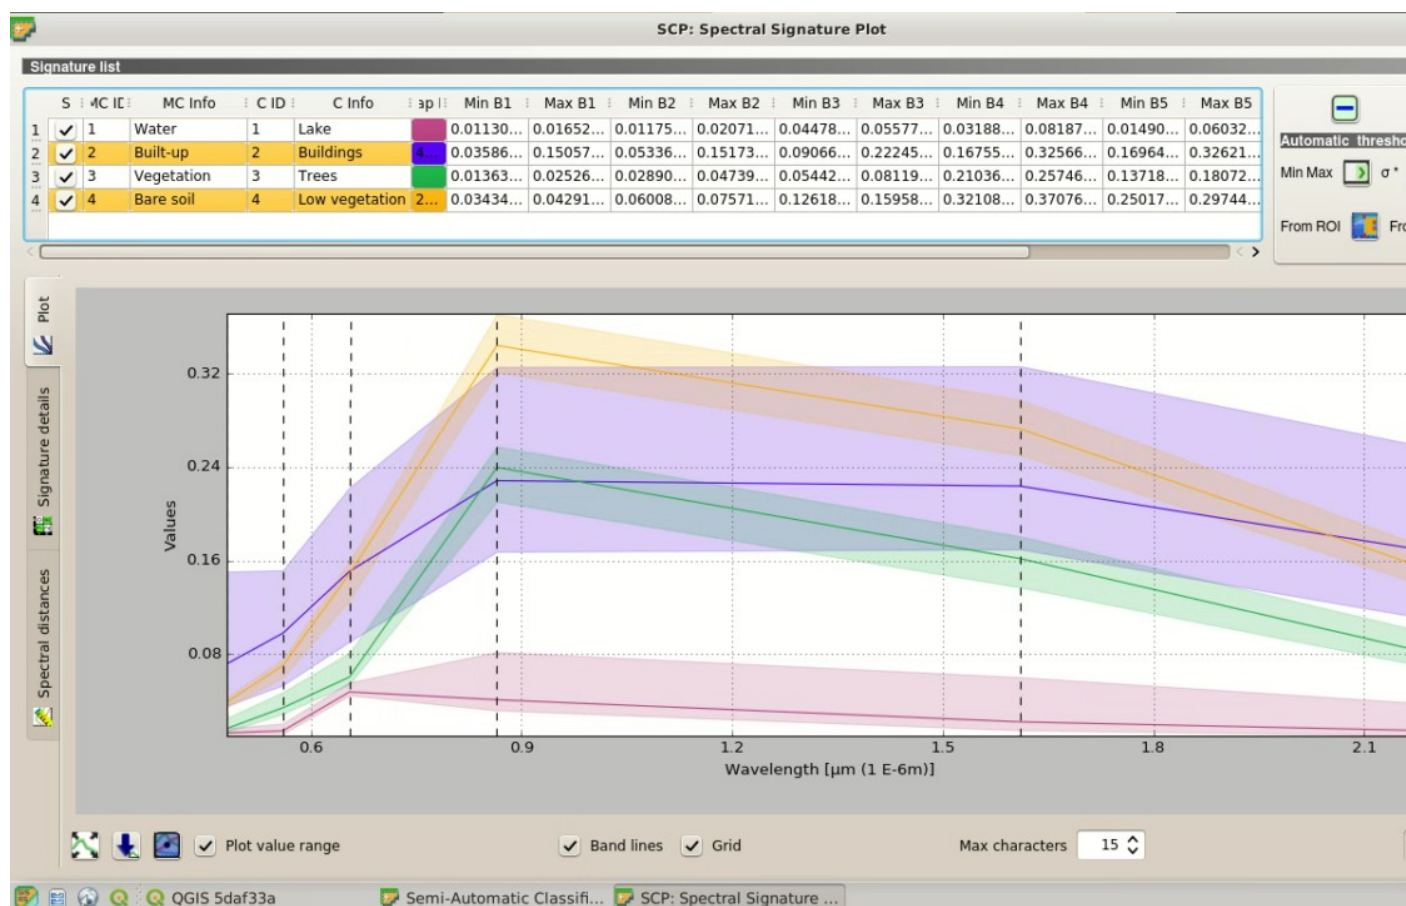 SCP: Spectral Signature Plot
Signature list
S MC ID MC Info C ID C Info ap I Min B1 Max B1 Min B2 Max B2 Min B3 Max B3 Min B4 Max B4 Min B5 Max B5
1 1 Water 1 Lake 0.01130... 0.01652... 0.01175... 0.02071... 0.04478... 0.05577... 0.03188... 0.08187... 0.01490... 0.06032...
2 2 Built-up 2 Buildings 4... 0.03586... 0.15057... 0.05336... 0.15173... 0.09066... 0.22245... 0.16755... 0.32566... 0.16964... 0.32621...
3 3 Vegetation 3 Trees 0.01363... 0.02526... 0.02890... 0.04739... 0.05442... 0.08119... 0.21036... 0.25746... 0.13718... 0.18072...
4 4 Bare soil 4 Low vegetation 2... 0.03434... 0.04291... 0.06008... 0.07571... 0.12618... 0.15958... 0.32108... 0.37076... 0.25017... 0.29744...
Automatic thresho
Min Max σ *
From ROI Fro
Plot
Signature details
Spectral distances
Values
0.32
0.24
0.16
0.08
0.6 0.9 1.2 1.5 1.8 2.1
Wavelength [μm (1 E-6m)]
Plot value range Band lines Grid Max characters 15
QGIS 5daf33a Semi-Automatic Classifi... SCP: Spectral Signature ...